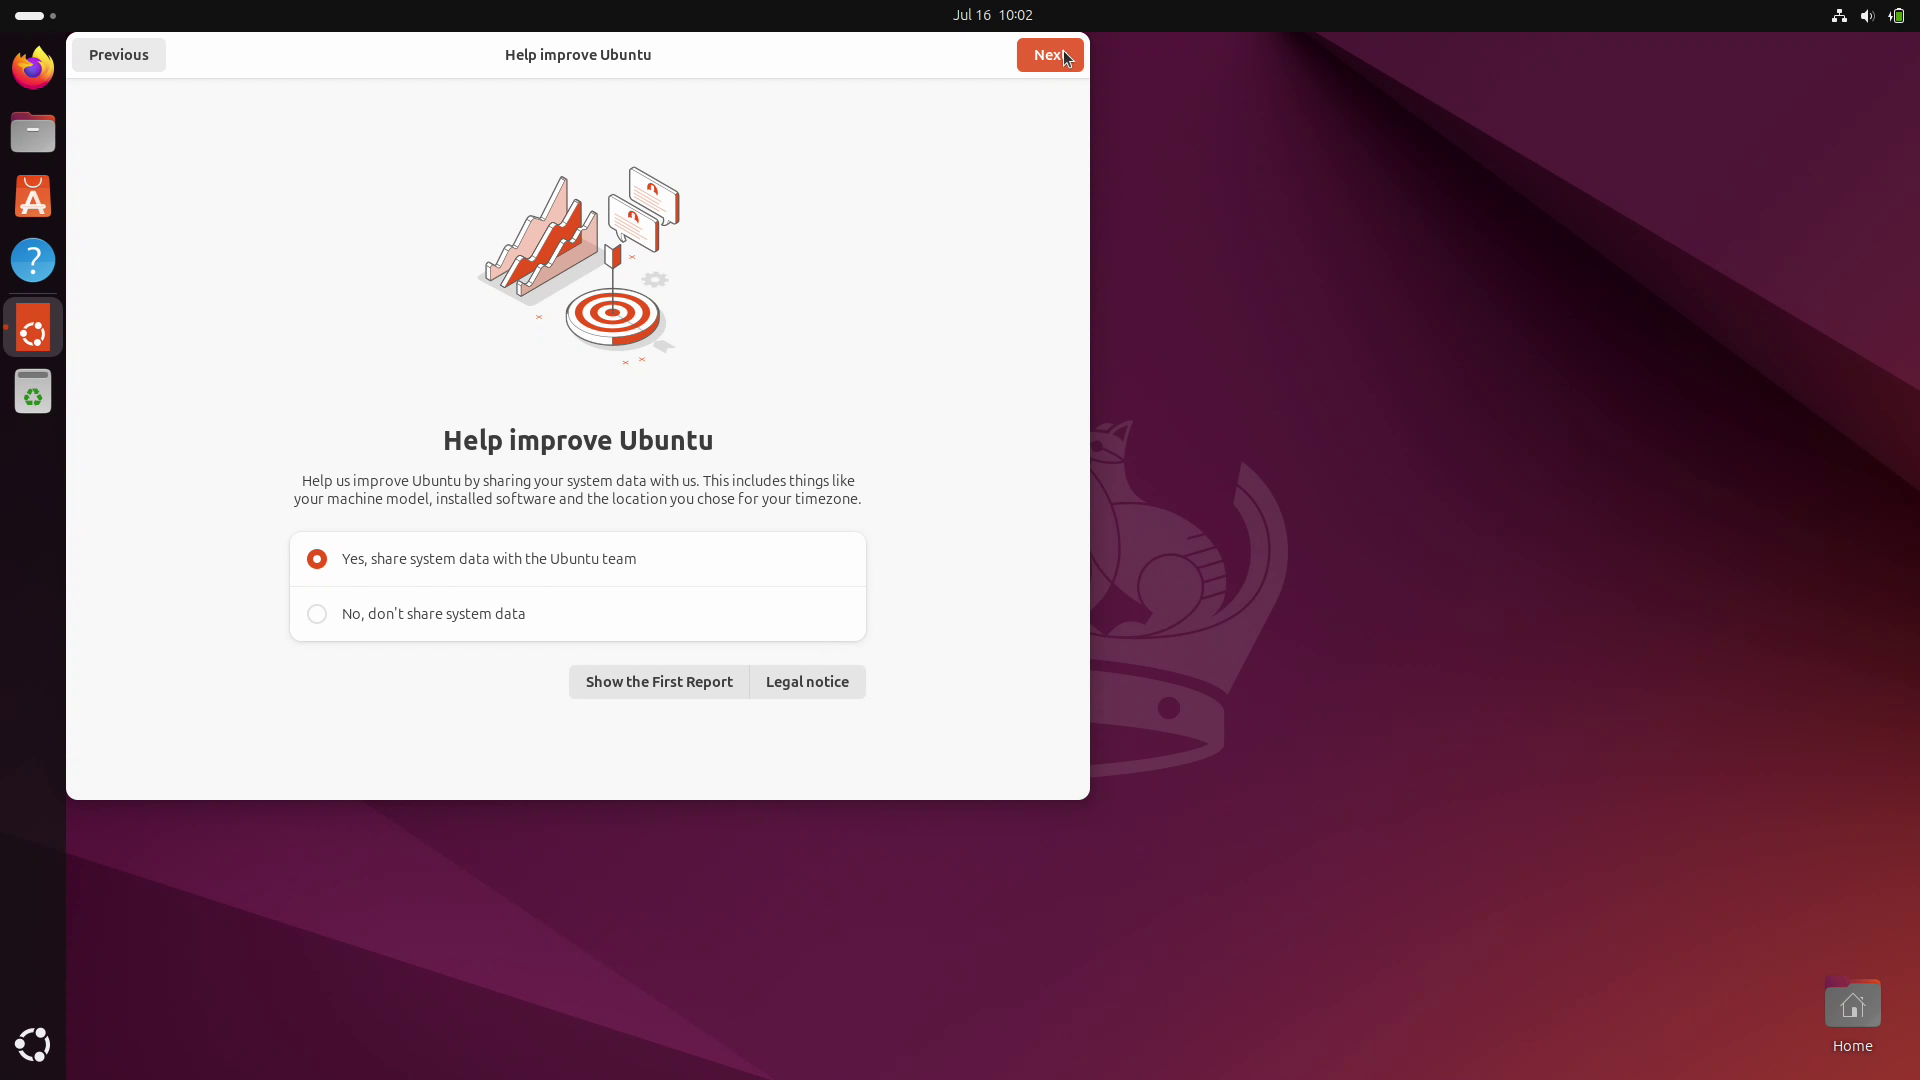 Jul 16 10:02
Previous
Help improve Ubuntu
Next
Help improve Ubuntu
Help us improve Ubuntu by sharing your system data with us. This includes things like
your machine model, installed software and the location you chose for your timezone.
Yes, share system data with the Ubuntu team
No, don't share system data
Show the First Report
Legal notice
Home